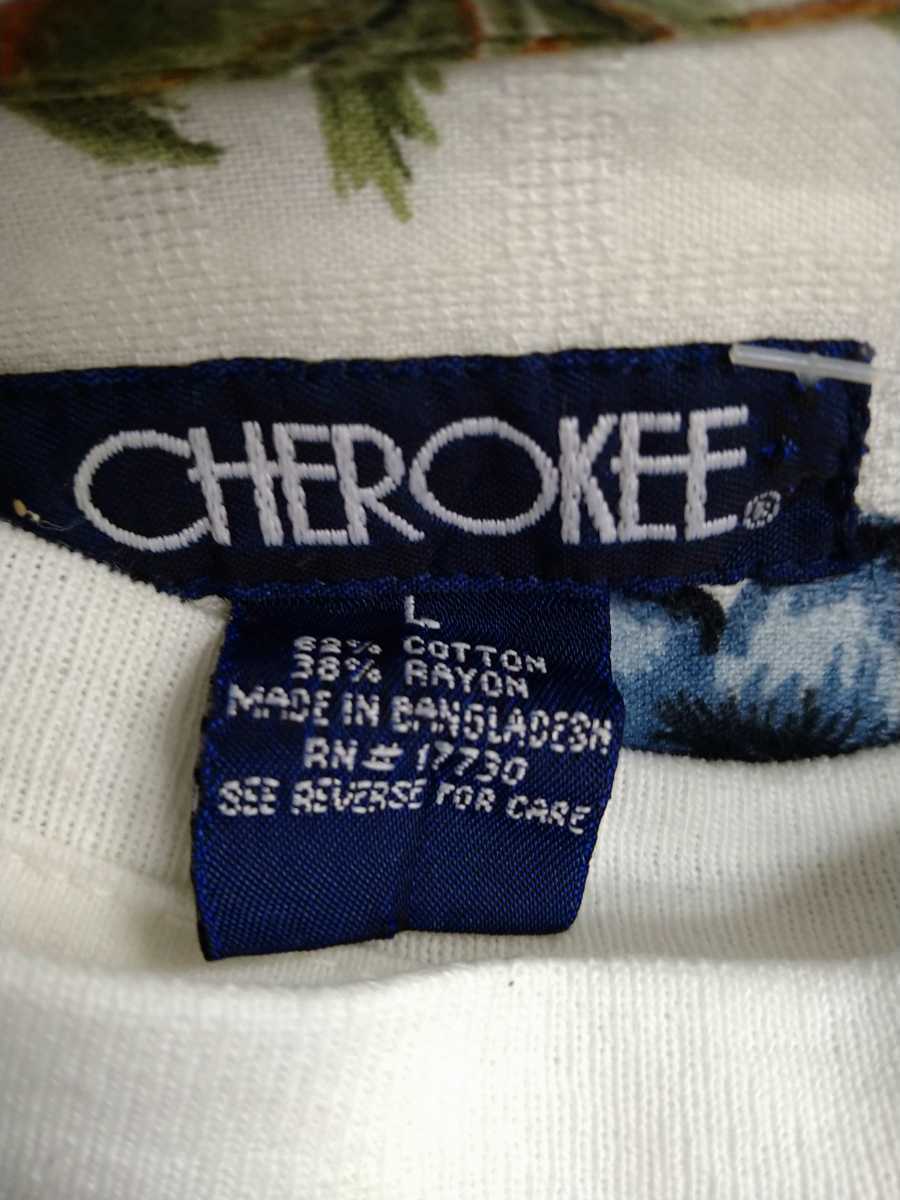 CHEROKEE®
L
62% COTTON
38% RAYON
MADE IN BANGLADESH
RN# 17730
SEE REVERSE FOR CARE